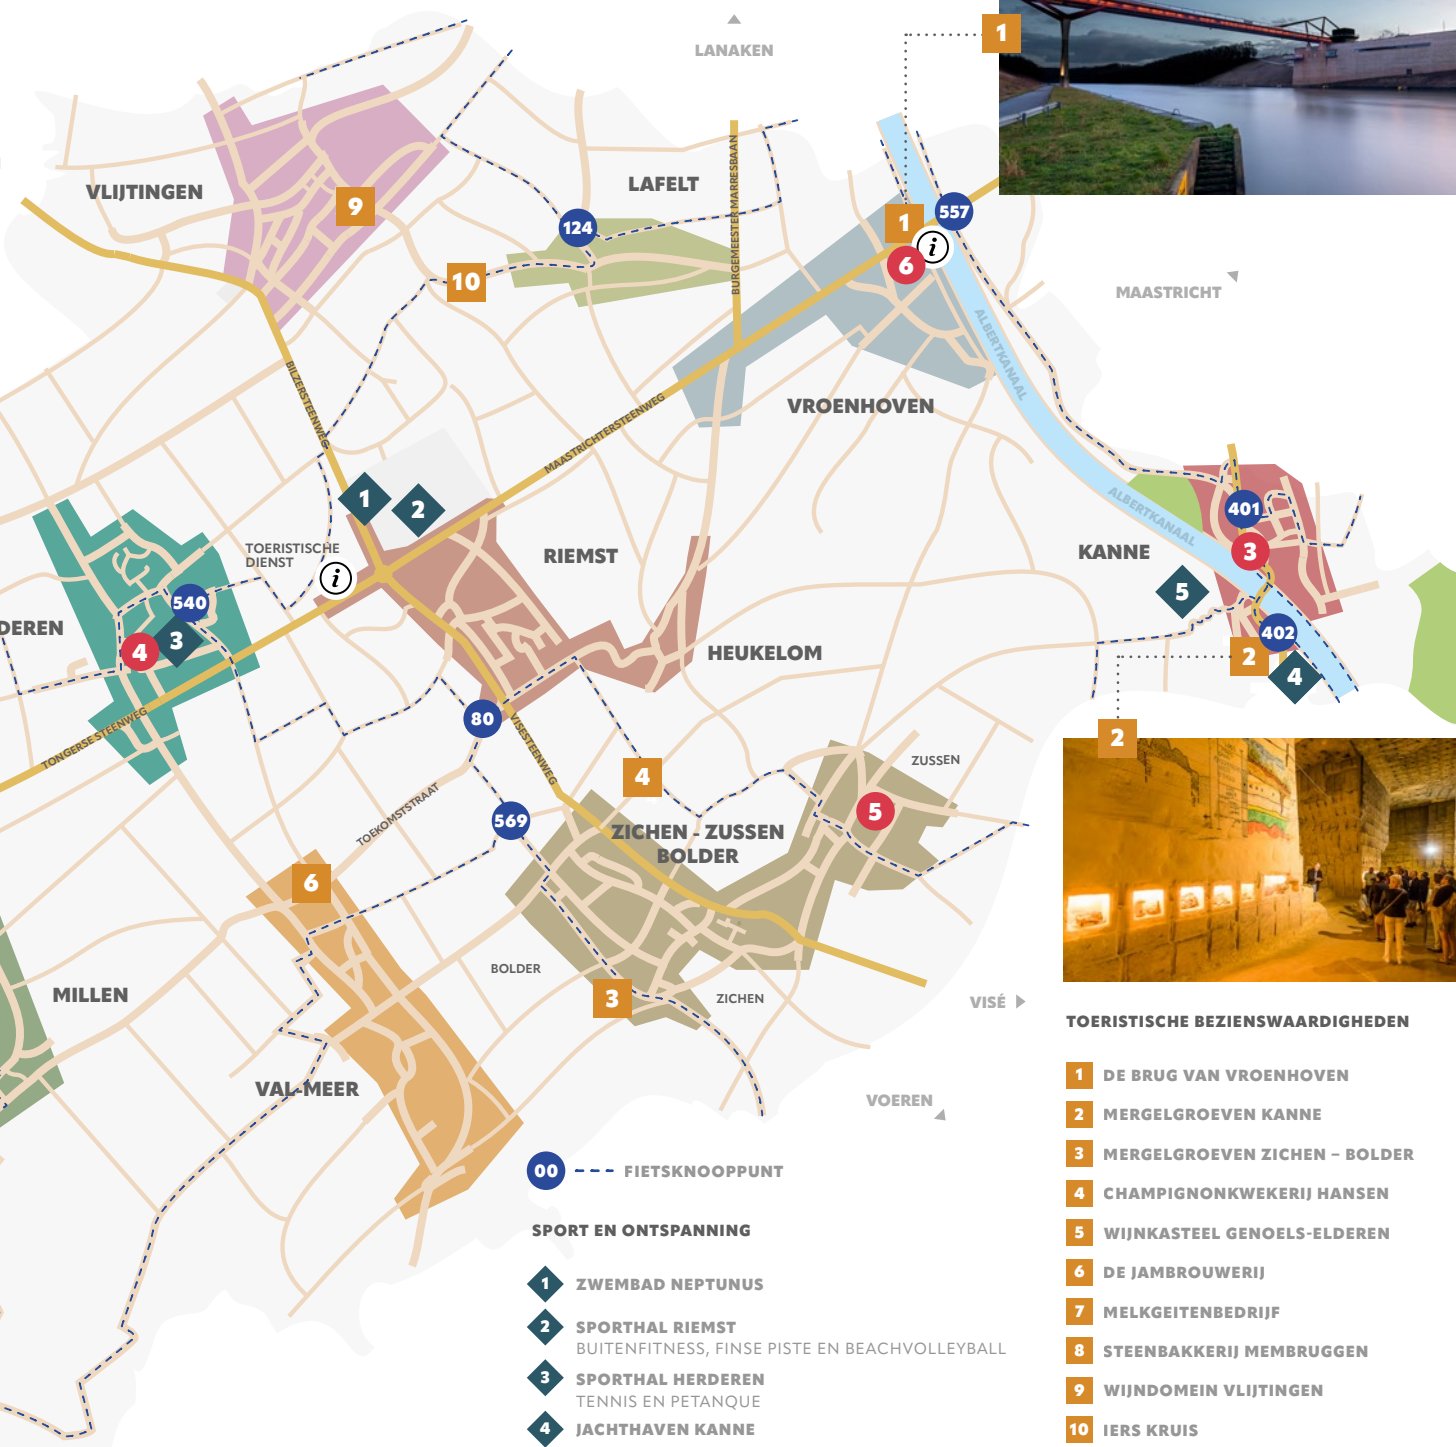 LANAKEN
1
VLIJTINGEN
9
LAFELT
BURGEMEESTER MARRESBAAN
124
10
1
557
i
6
MAASTRICHT
ALBERTKANAAL
VROENHOVEN
BILZERSTEENWEG
MAASTRICHTERSTEENWEG
1
2
TOERISTISCHE
DIENST
i
RIEMST
ALBERTKANAAL
KANNE
401
3
5
402
2
4
540
DEREN
4
3
HEUKELOM
TONGERSESTEENWEG
80
VISESTEENWEG
2
4
ZUSSEN
5
TOEKOMSTSTRAAT
569
ZICHEN - ZUSSEN
BOLDER
6
BOLDER
3
ZICHEN
MILLEN
VISÉ
VAL-MEER
VOEREN
00 FIETSKNOOPPUNT
SPORT EN ONTSPANNING
1 ZWEMBAD NEPTUNUS
2 SPORTHAL RIEMST
BUITENFITNESS, FINSE PISTE EN BEACHVOLLEYBALL
3 SPORTHAL HERDEREN
TENNIS EN PETANQUE
4 JACHTHAVEN KANNE
TOERISTISCHE BEZIENSWAARDIGHEDEN
1 DE BRUG VAN VROENHOVEN
2 MERGELGROEVEN KANNE
3 MERGELGROEVEN ZICHEN – BOLDER
4 CHAMPIGNONKWEKERIJ HANSEN
5 WIJNKASTEEL GENOELS-ELDEREN
6 DE JAMBROUWERIJ
7 MELKGEITENBEDRIJF
8 STEENBAKKERIJ MEMBRUGGEN
9 WIJNDOMEIN VLIJTINGEN
10 IERS KRUIS